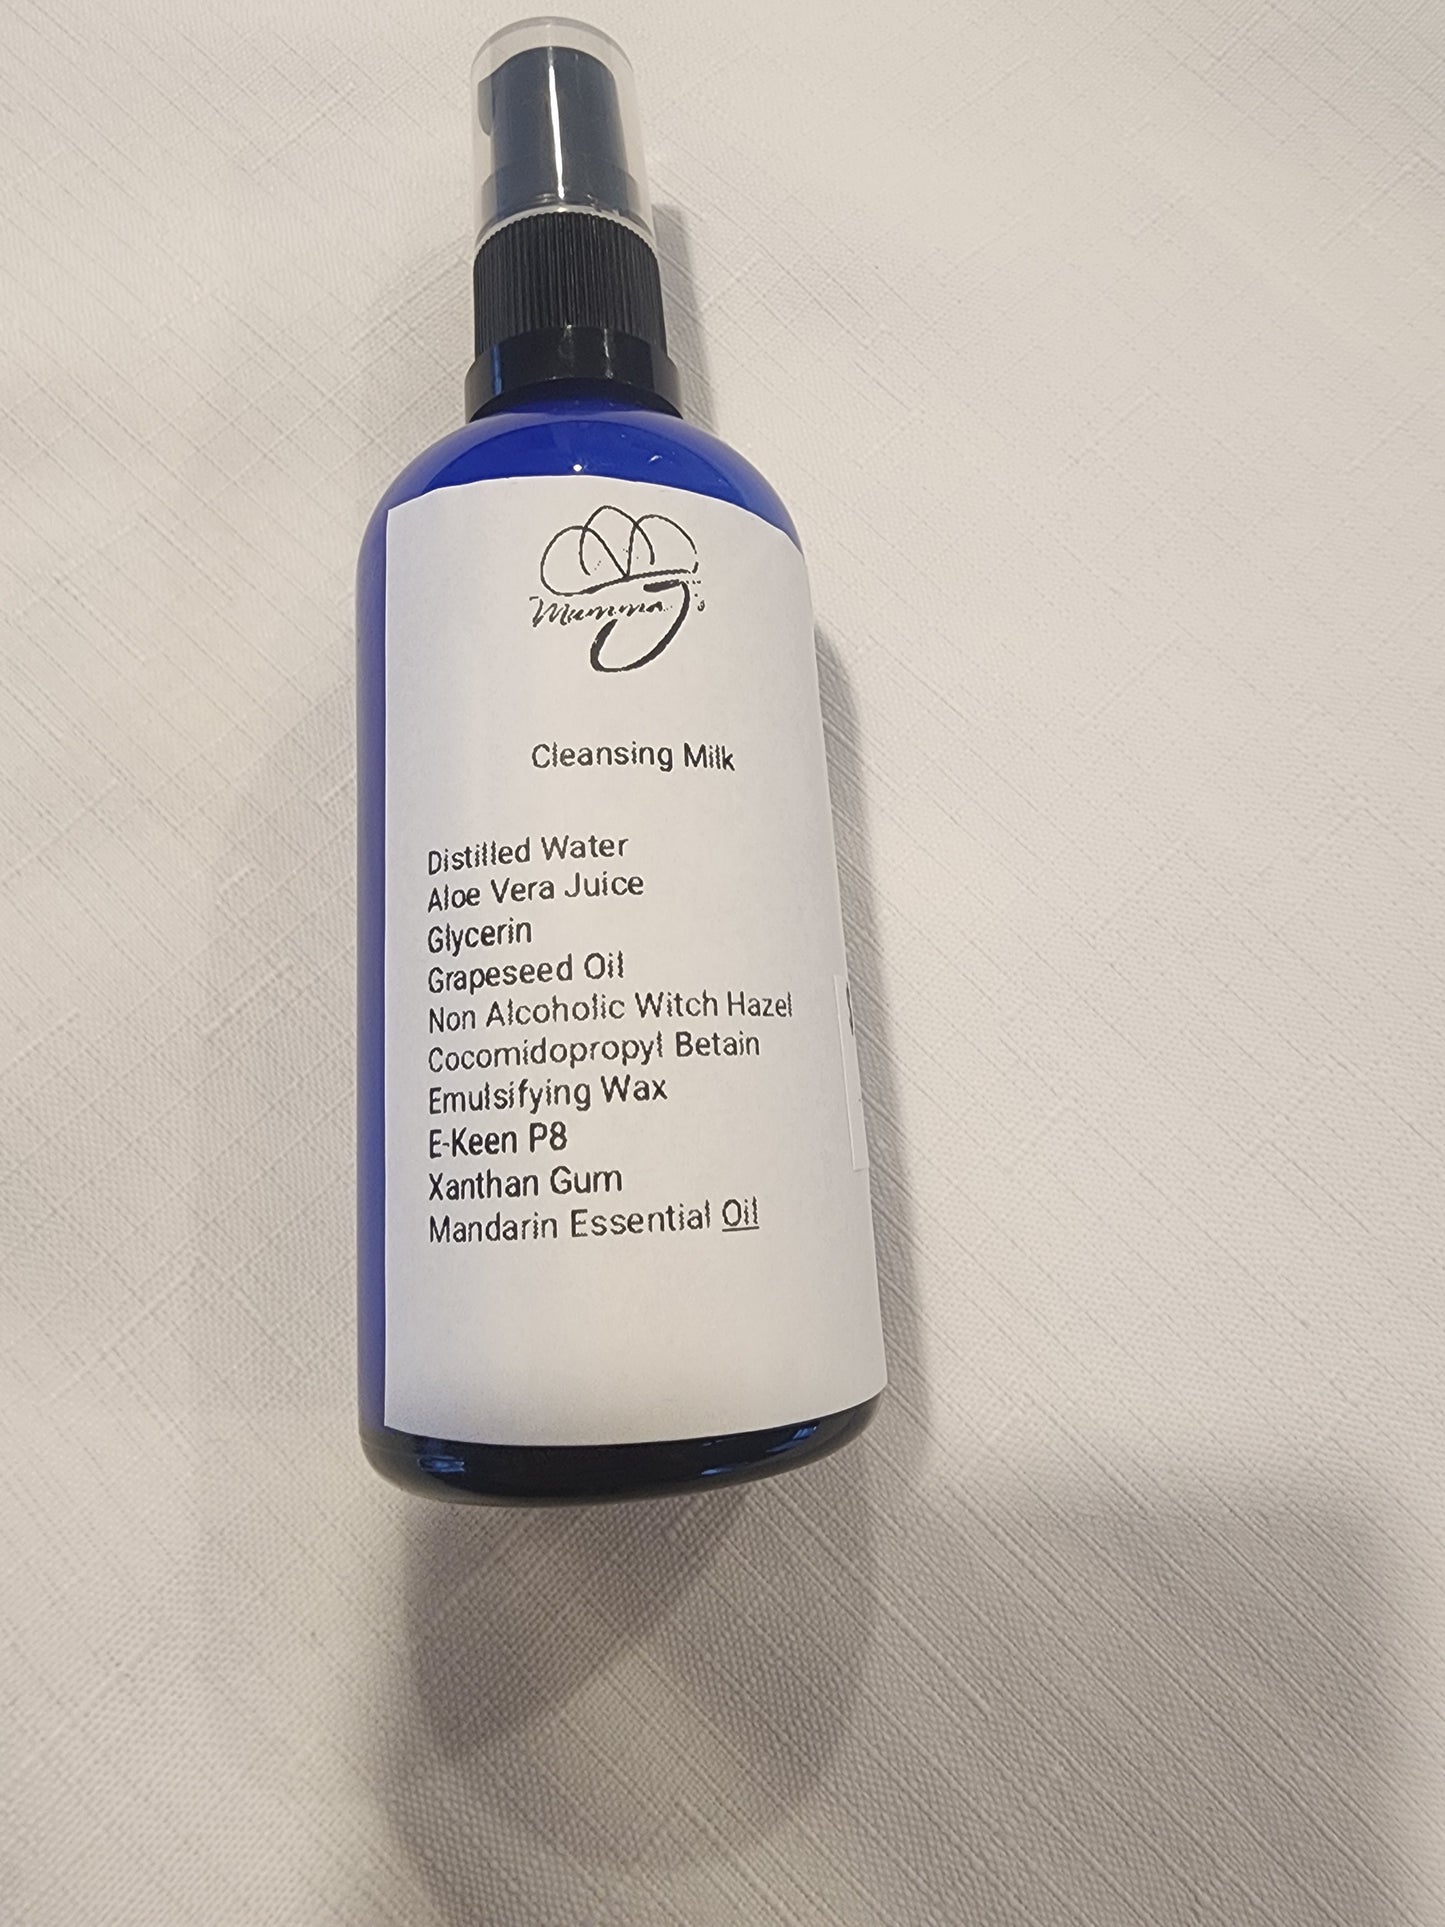 Mumma J's
Cleansing Milk
Distilled Water
Aloe Vera Juice
Glycerin
Grapeseed Oil
Non Alcoholic Witch Hazel
Cocomidopropyl Betain
Emulsifying Wax
E-Keen P8
Xanthan Gum
Mandarin Essential Oil